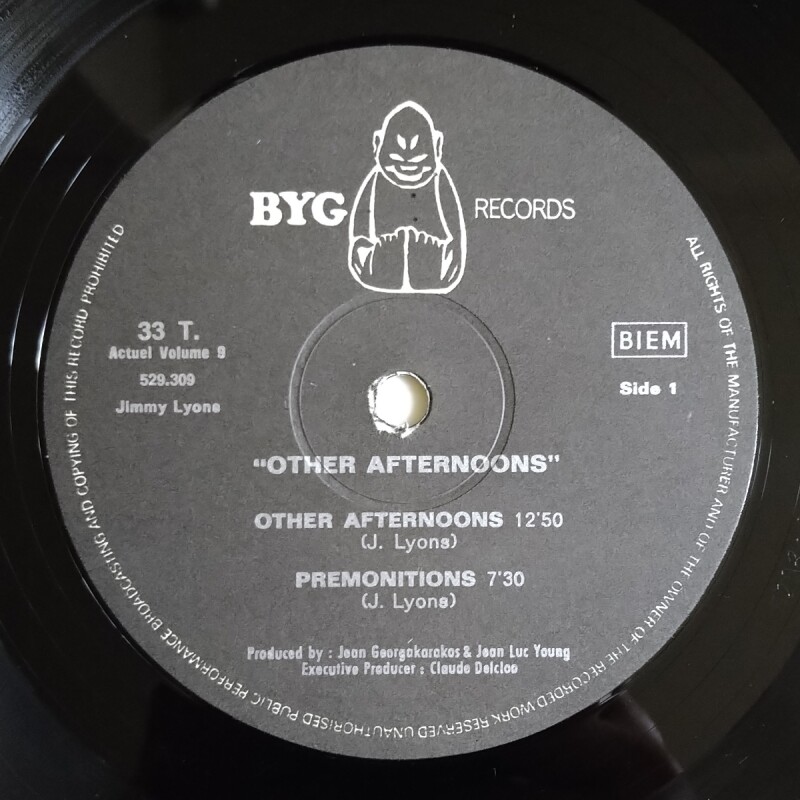 BYG RECORDS
33 T.
Actuel Volume 9
529.309
Jimmy Lyons
BIEM
Side 1
"OTHER AFTERNOONS"
OTHER AFTERNOONS 12'50
(J. Lyons)
PREMONITIONS 7'30
(J. Lyons)
Produced by : Jean Georgakarakos & Jean Luc Young
Executive Producer : Claude Delcloo
ALL RIGHTS OF THE MANUFACTURER AND OF THE OWNER OF THE RECORDED WORK RESERVED UNAUTHORISED PUBLIC PERFORMANCE BROADCASTING AND COPYING OF THIS RECORD PROHIBITED